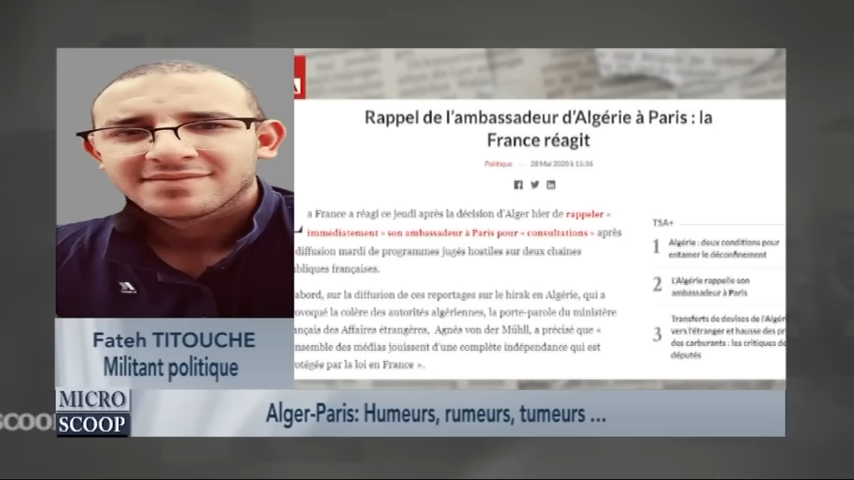 Rappel de l'ambassadeur d'Algérie à Paris : la
France réagit
Politique — 28 Mai 2020 à 15:36
a France a réagi ce jeudi après la décision d'Alger hier de rappeler «
immédiatement » son ambassadeur à Paris pour « consultations » après
diffusion mardi de programmes jugés hostiles sur deux chaînes
bliques françaises.
abord, sur la diffusion de ces reportages sur le hirak en Algérie, qui a
ovoqué la colère des autorités algériennes, la porte-parole du ministère
ançais des Affaires étrangères, Agnès von der Mühll, a précisé que «
ensemble des médias jouissent d'une complète indépendance qui est
otégée par la loi en France ».
TSA+
1 Algérie : deux conditions pour
entamer le déconfinement
2 L'Algérie rappelle son
ambassadeur à Paris
3 Transferts de devises de l'Algér
vers l'étranger et hausse des pr
des carburants : les critiques de
députés
Fateh TITOUCHE
Militant politique
MICRO
SCOOP
SCOO
Alger-Paris: Humeurs, rumeurs, tumeurs ...